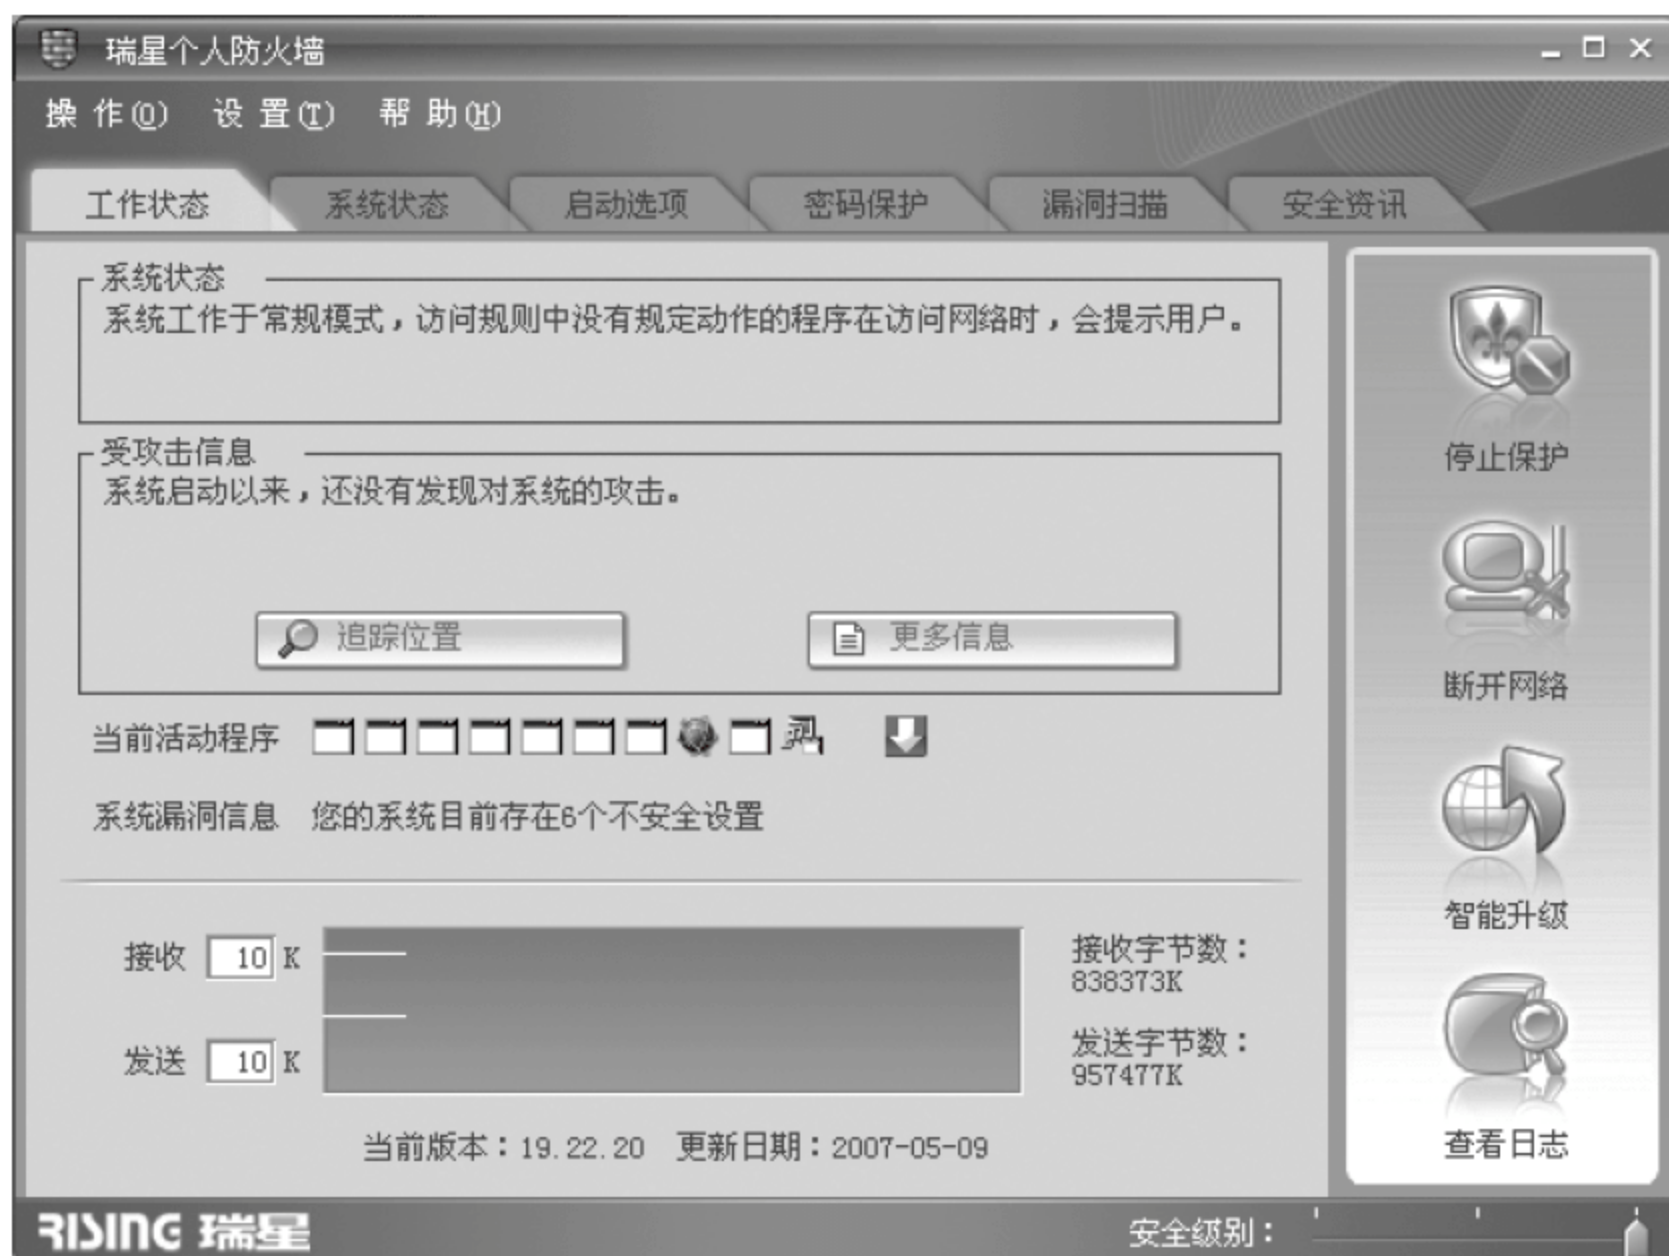 瑞星个人防火墙
操 作(O) 设 置(T) 帮 助(H)
工作状态 系统状态 启动选项 密码保护 漏洞扫描 安全资讯
系统状态
系统工作于常规模式，访问规则中没有规定动作的程序在访问网络时，会提示用户。
受攻击信息
系统启动以来，还没有发现对系统的攻击。
追踪位置 更多信息
当前活动程序
系统漏洞信息 您的系统目前存在6个不安全设置
接收 10 K
发送 10 K
接收字节数：
838373K
发送字节数：
957477K
当前版本：19.22.20 更新日期：2007-05-09
停止保护
断开网络
智能升级
查看日志
RISING 瑞星
安全级别：